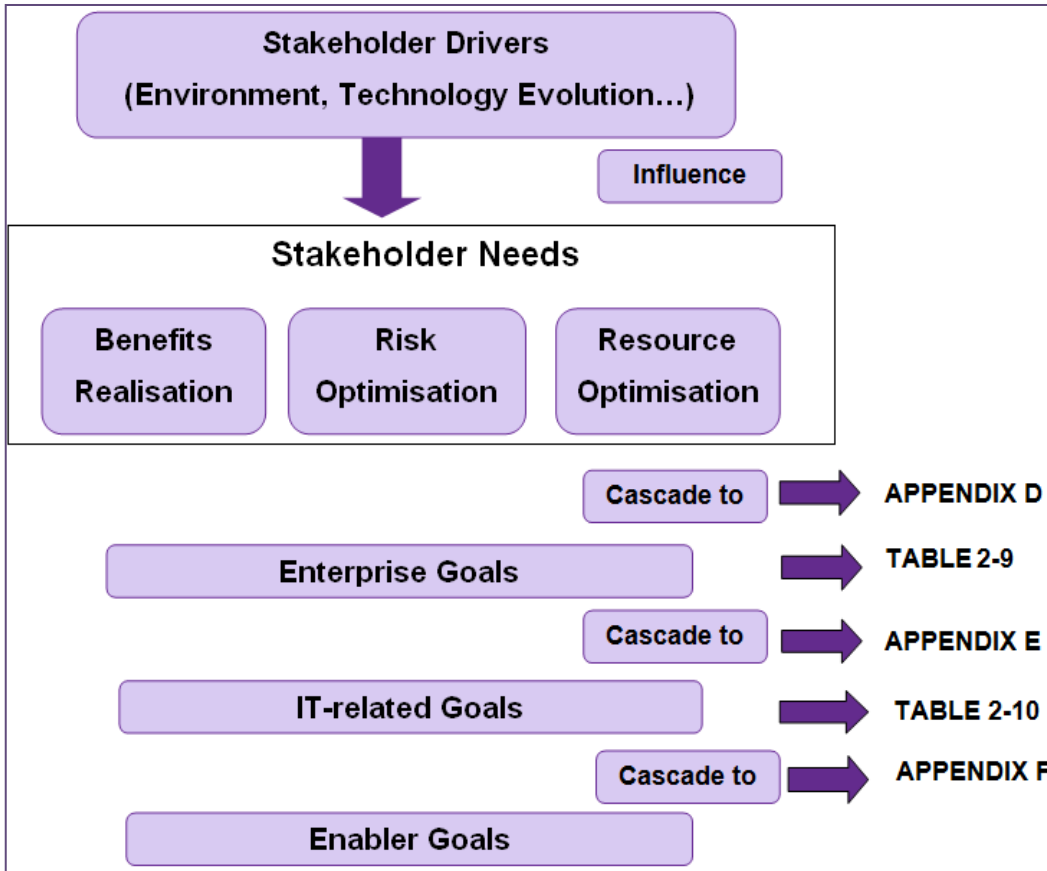 Stakeholder Drivers
(Environment, Technology Evolution...)
Influence
Stakeholder Needs
Benefits
Realisation
Risk
Optimisation
Resource
Optimisation
Cascade to
APPENDIX D
Enterprise Goals
TABLE 2-9
Cascade to
APPENDIX E
IT-related Goals
TABLE 2-10
Cascade to
APPENDIX F
Enabler Goals